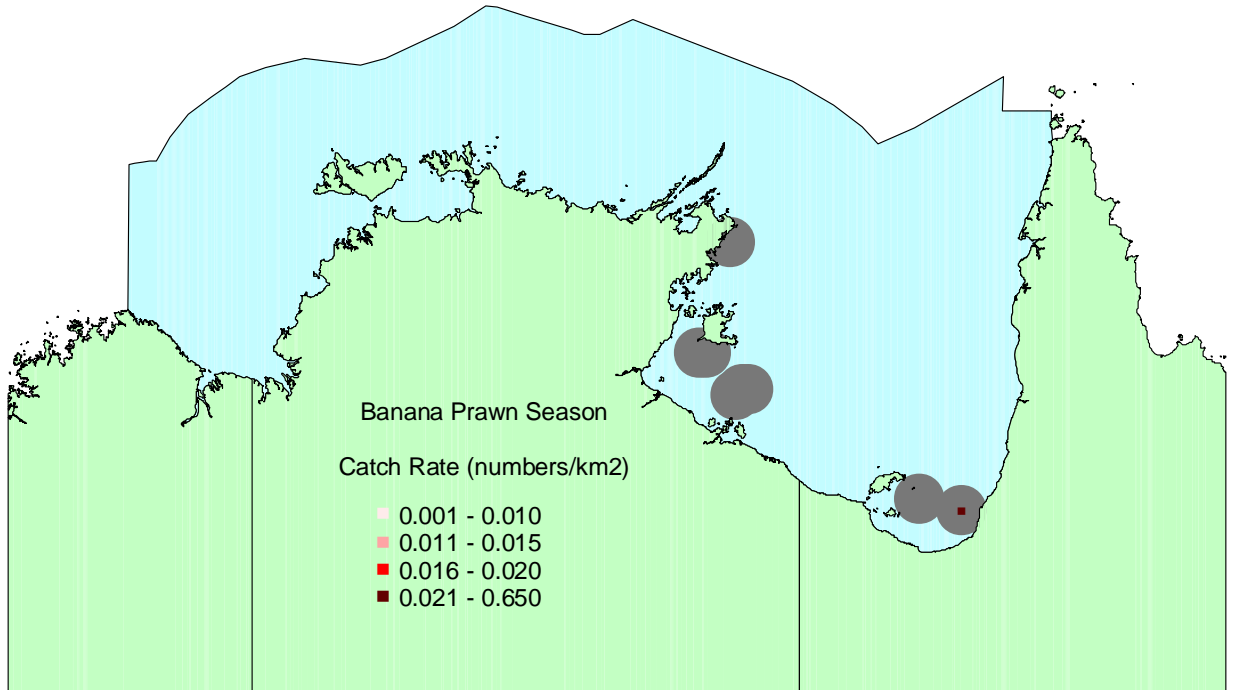 Banana Prawn Season
Catch Rate (numbers/km2)
0.001 - 0.010
0.011 - 0.015
0.016 - 0.020
0.021 - 0.650